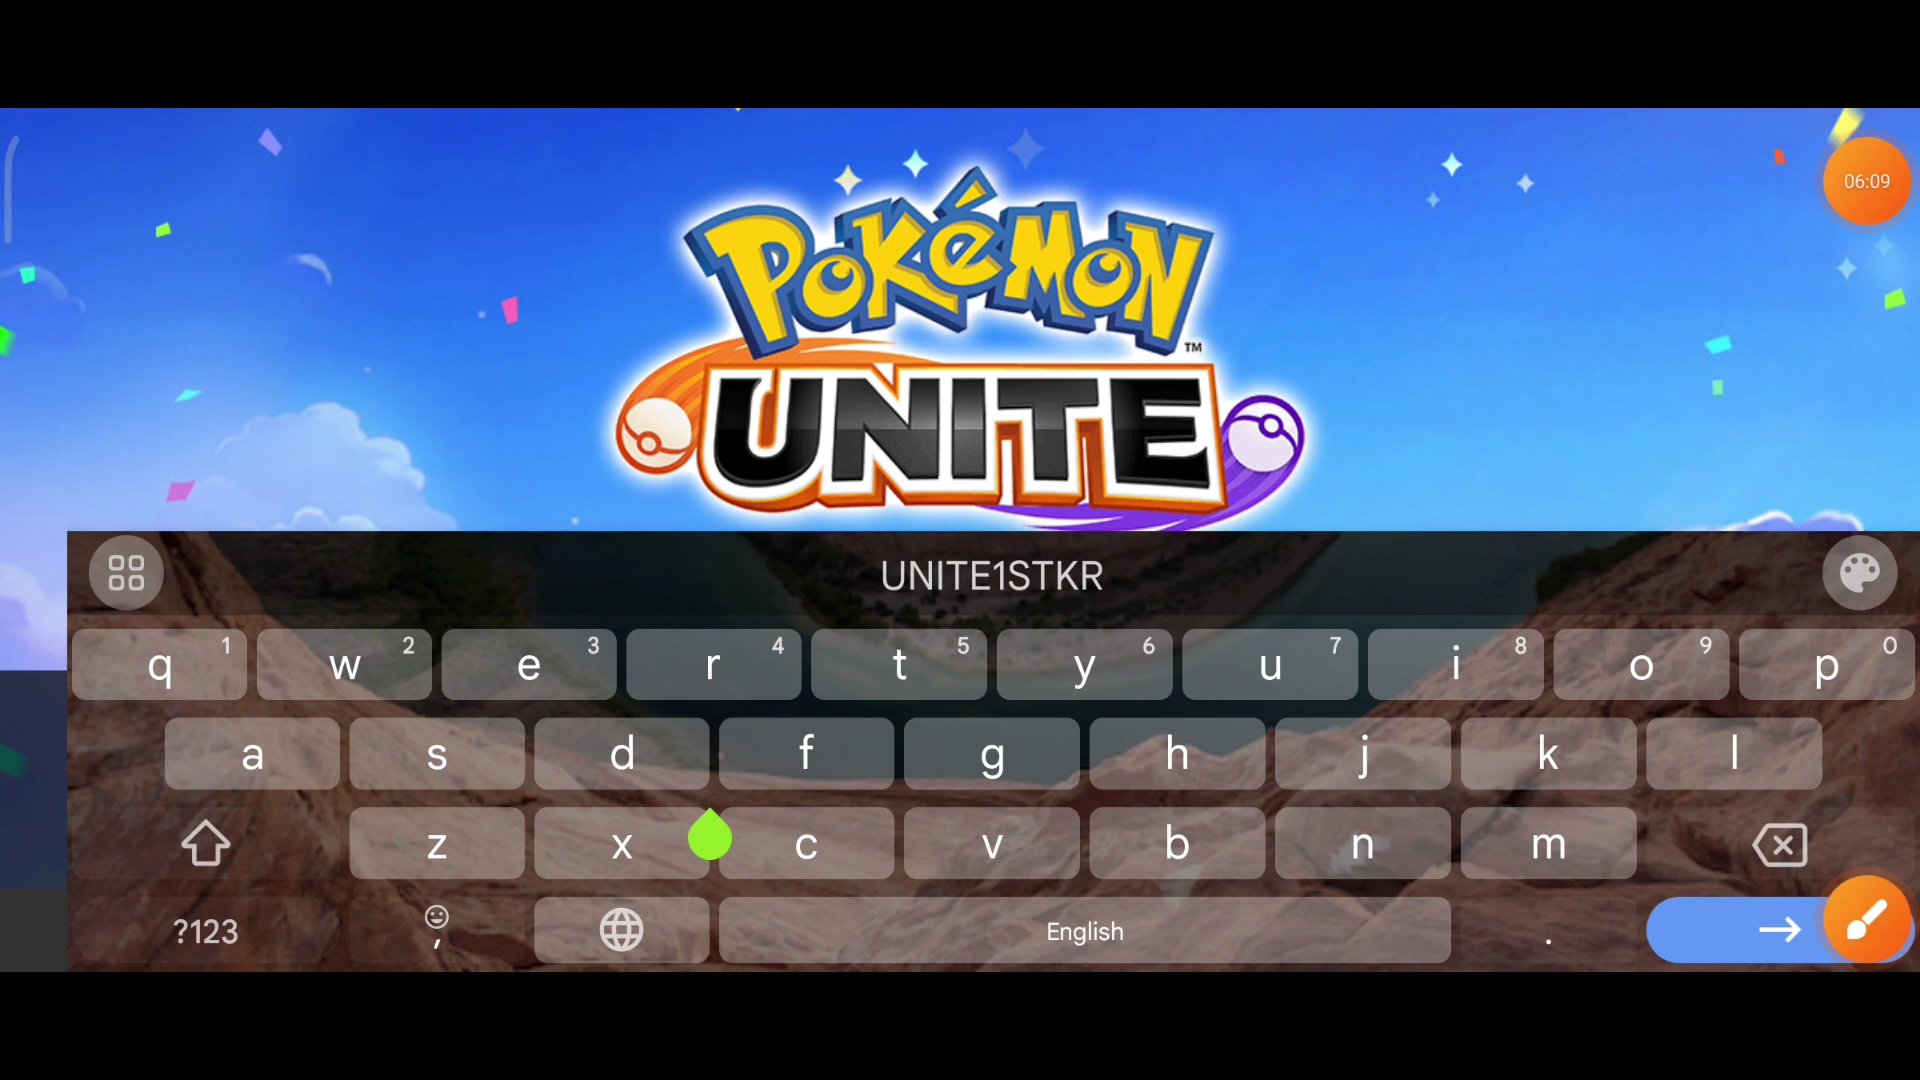 06:09
POKéMON
TM
UNITE
UNITE1STKR
q 1 w 2 e 3 r 4 t 5 y 6 u 7 i 8 o 9 p 0
a s d f g h j k l
z x c v b n m
?123 , English .